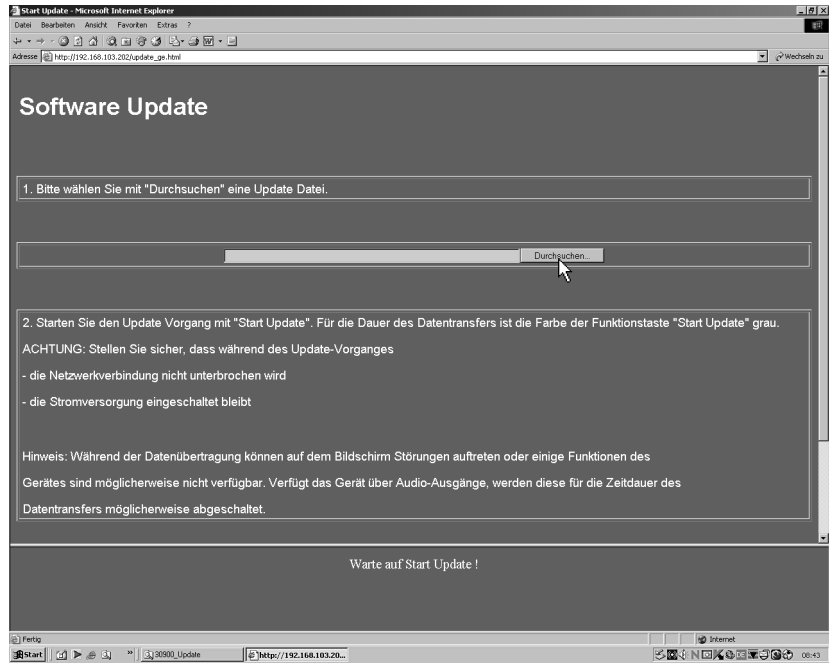 Start Update - Microsoft Internet Explorer
Datei Bearbeiten Ansicht Favoriten Extras ?
Adresse http://192.168.103.202/update_ge.html Wechseln zu
Software Update
1. Bitte wählen Sie mit "Durchsuchen" eine Update Datei.
Durchsuchen...
2. Starten Sie den Update Vorgang mit "Start Update". Für die Dauer des Datentransfers ist die Farbe der Funktionstaste "Start Update" grau.
ACHTUNG: Stellen Sie sicher, dass während des Update-Vorganges
- die Netzwerkverbindung nicht unterbrochen wird
- die Stromversorgung eingeschaltet bleibt
Hinweis: Während der Datenübertragung können auf dem Bildschirm Störungen auftreten oder einige Funktionen des
Gerätes sind möglicherweise nicht verfügbar. Verfügt das Gerät über Audio-Ausgänge, werden diese für die Zeitdauer des
Datentransfers möglicherweise abgeschaltet.
Warte auf Start Update !
Fertig Internet
Start 30900_Update http://192.168.103.20... 08:43